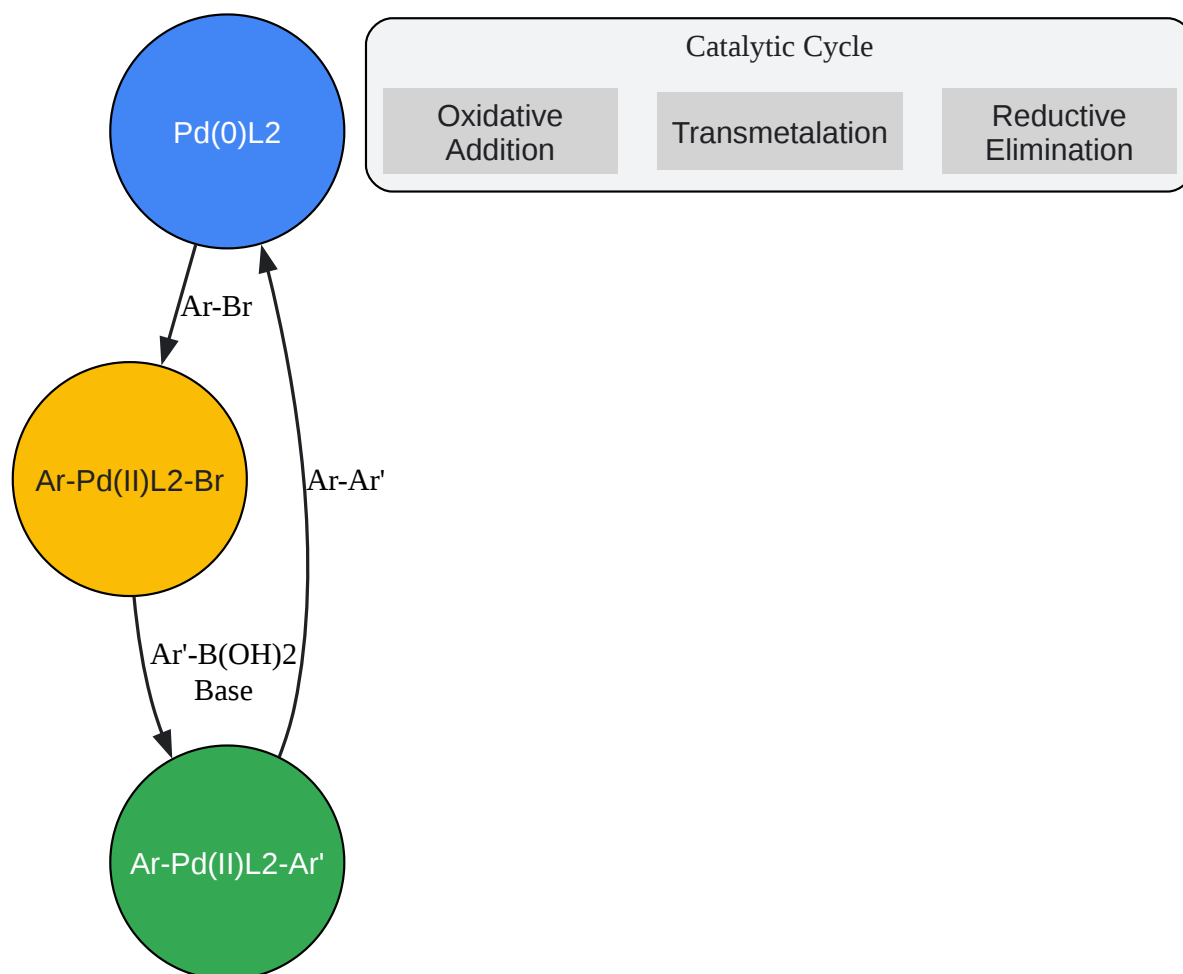 Catalytic Cycle
Pd(0)L2
Oxidative
Addition
Transmetalation
Reductive
Elimination
Ar-Br
Ar-Pd(II)L2-Br
Ar-Ar'
Ar'-B(OH)2
Base
Ar-Pd(II)L2-Ar'